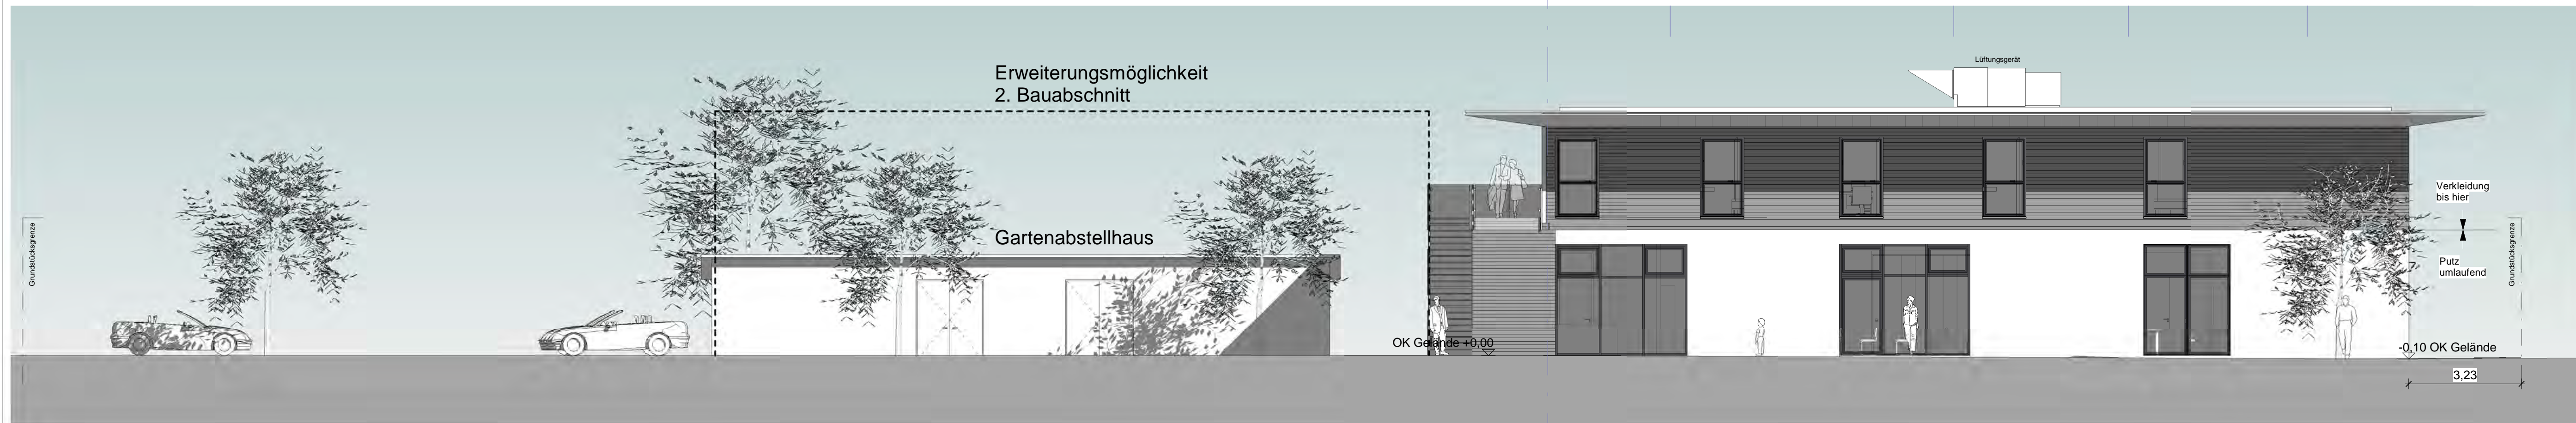 Grundstücksgrenze
Erweiterungsmöglichkeit
2. Bauabschnitt
Gartenabstellhaus
OK Gelände +0,00
Lüftungsgerät
Verkleidung
bis hier
Putz
umlaufend
Grundstücksgrenze
-0,10 OK Gelände
3,23